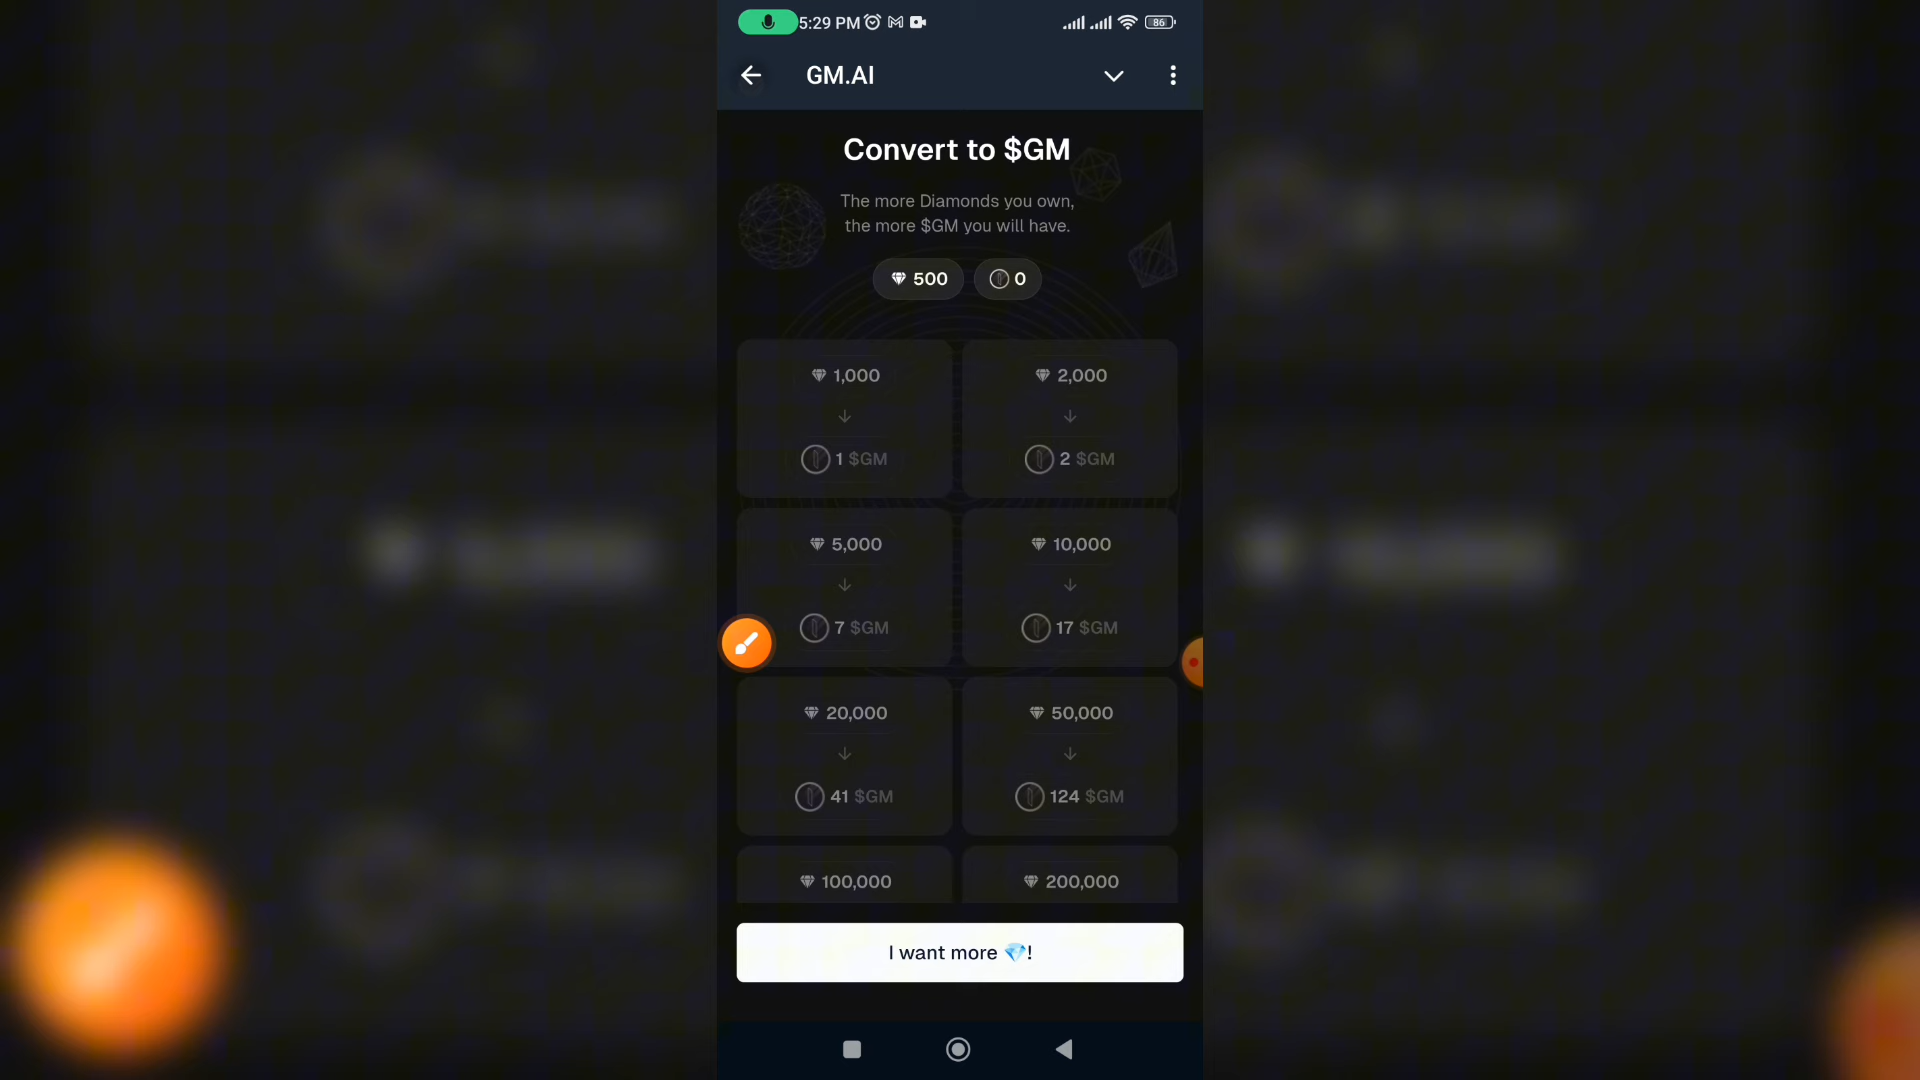 5:29 PM
86
GM.AI
Convert to $GM
The more Diamonds you own,
the more $GM you will have.
500 0
1,000
1 $GM
2,000
2 $GM
5,000
7 $GM
10,000
17 $GM
20,000
41 $GM
50,000
124 $GM
100,000
200,000
I want more 💎!